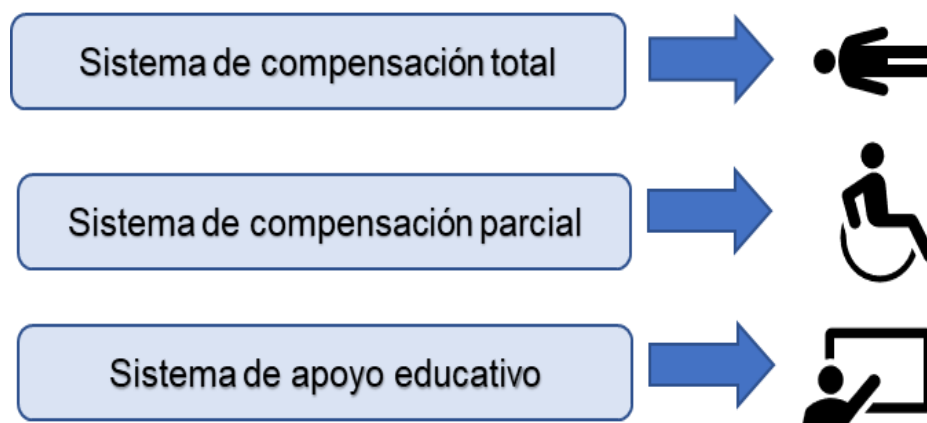 Sistema de compensación total
Sistema de compensación parcial
Sistema de apoyo educativo